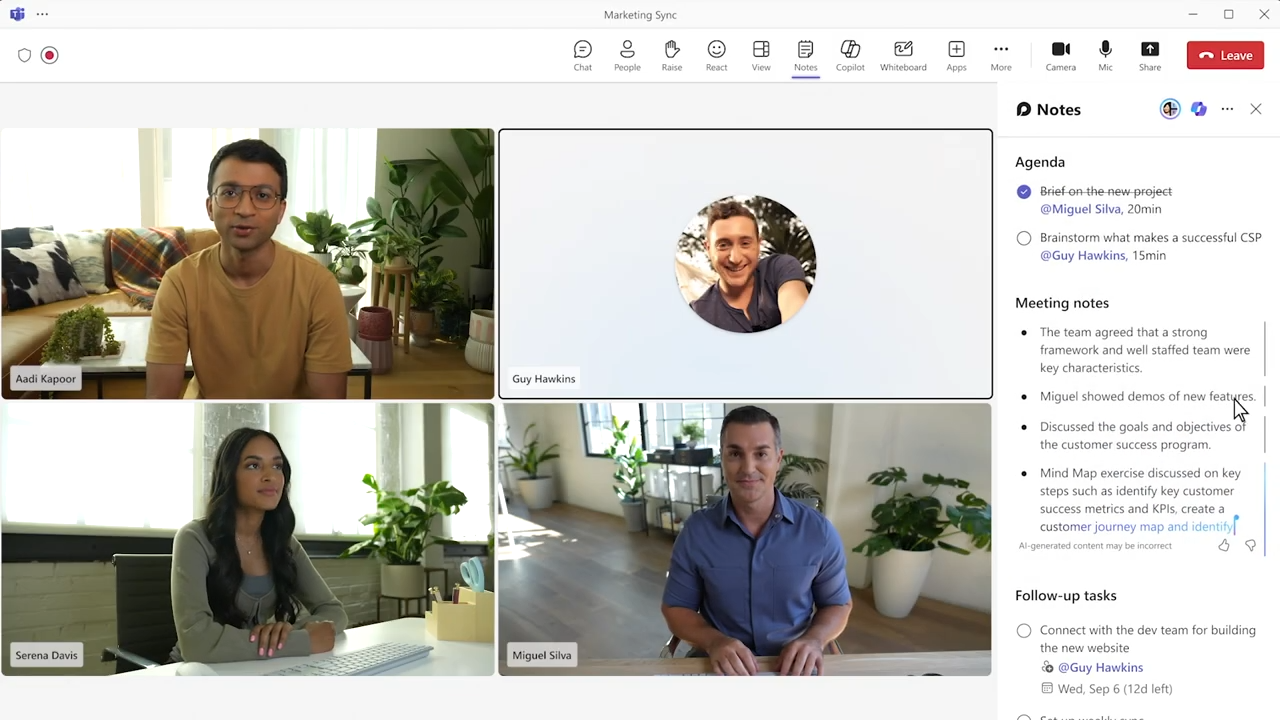 Marketing Sync
Chat
People
Raise
React
View
Notes
Copilot
Whiteboard
Apps
More
Camera
Mic
Share
Leave
Aadi Kapoor
Guy Hawkins
Serena Davis
Miguel Silva
Notes
Agenda
Brief on the new project
@Miguel Silva, 20min
Brainstorm what makes a successful CSP
@Guy Hawkins, 15min
Meeting notes
The team agreed that a strong
framework and well staffed team were
key characteristics.
Miguel showed demos of new features.
Discussed the goals and objectives of
the customer success program.
Mind Map exercise discussed on key
steps such as identify key customer
success metrics and KPIs, create a
customer journey map and identify
AI-generated content may be incorrect
Follow-up tasks
Connect with the dev team for building
the new website
@Guy Hawkins
Wed, Sep 6 (12d left)